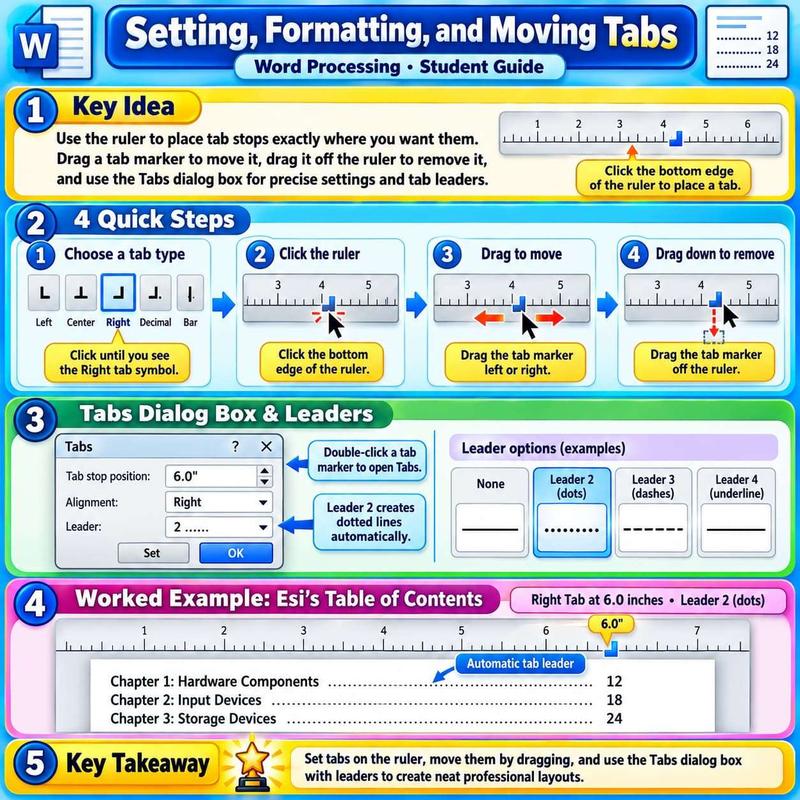 W
Setting, Formatting, and Moving Tabs
Word Processing • Student Guide
12
18
24
1 Key Idea
Use the ruler to place tab stops exactly where you want them.
Drag a tab marker to move it, drag it off the ruler to remove it,
and use the Tabs dialog box for precise settings and tab leaders.
1 2 3 4 5 6
Click the bottom edge
of the ruler to place a tab.
2 4 Quick Steps
1 Choose a tab type
Left Center Right Decimal Bar
Click until you see
the Right tab symbol.
2 Click the ruler
3 4 5
Click the bottom
edge of the ruler.
3 Drag to move
3 4 5
Drag the tab marker
left or right.
4 Drag down to remove
3 4 5
Drag the tab marker
off the ruler.
3 Tabs Dialog Box & Leaders
Tabs ? ×
Tab stop position: 6.0"
Alignment: Right
Leader: 2 ......
Set OK
Double-click a tab
marker to open Tabs.
Leader 2 creates
dotted lines
automatically.
Leader options (examples)
None
Leader 2
(dots)
Leader 3
(dashes)
Leader 4
(underline)
4 Worked Example: Esi's Table of Contents
Right Tab at 6.0 inches • Leader 2 (dots)
6.0"
1 2 3 4 5 6 7
Automatic tab leader
Chapter 1: Hardware Components ........ 12
Chapter 2: Input Devices ........ 18
Chapter 3: Storage Devices ........ 24
5 Key Takeaway
Set tabs on the ruler, move them by dragging, and use the Tabs dialog box
with leaders to create neat professional layouts.